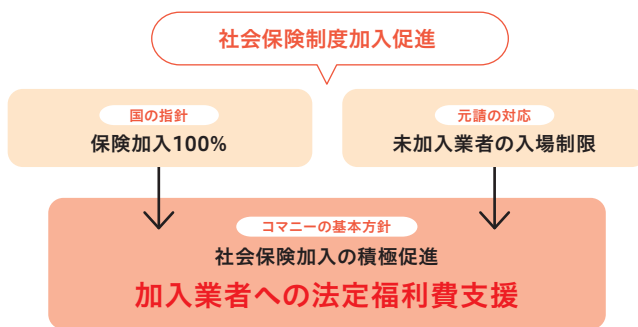 社会保険制度加入促進
国の指針
保険加入100%
元請の対応
未加入業者の入場制限
コマニーの基本方針
社会保険加入の積極促進
加入業者への法定福利費支援